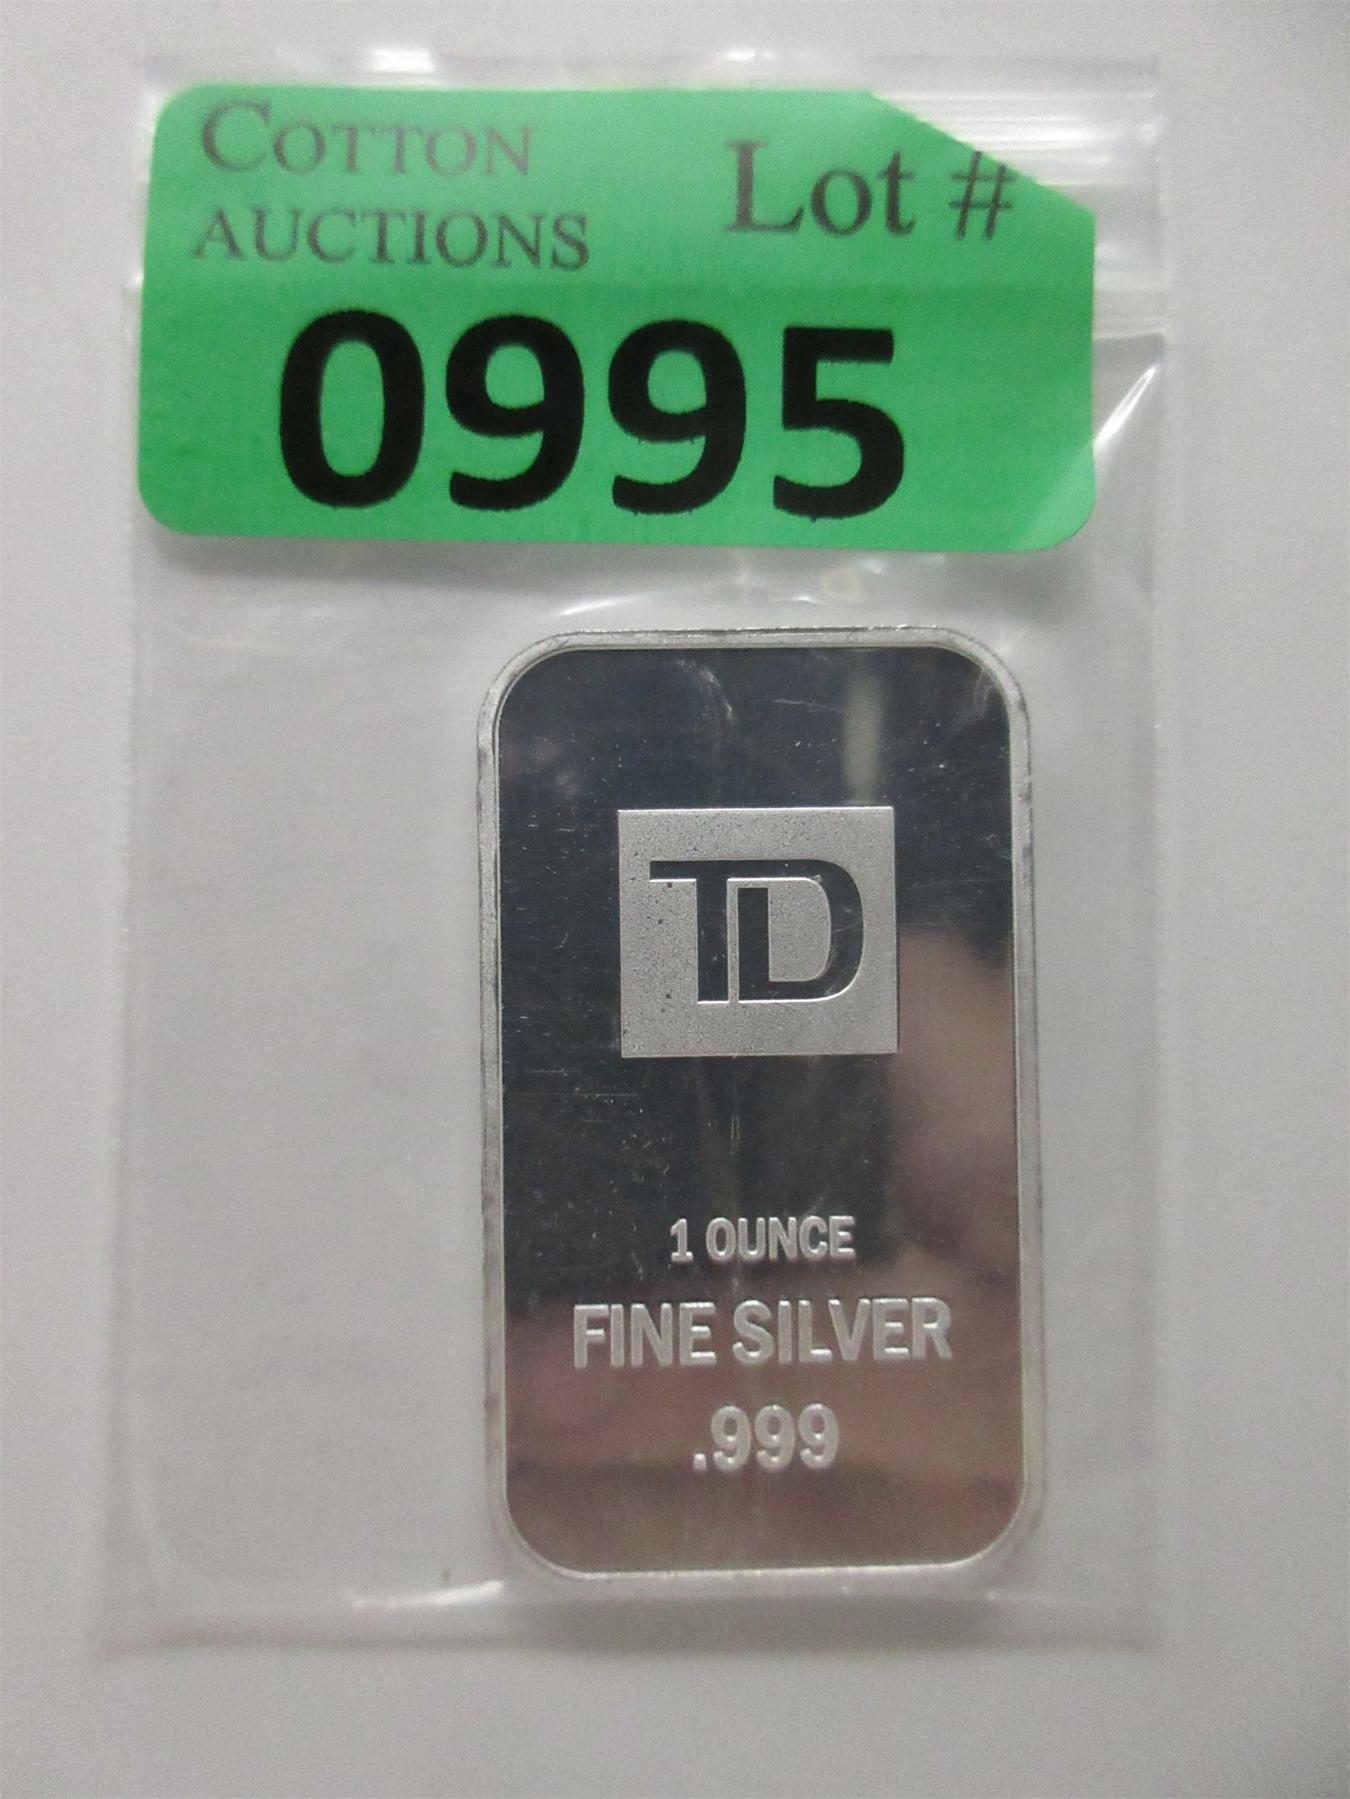 COTTON
AUCTIONS
Lot #
0995
TD
1 OUNCE
FINE SILVER
.999